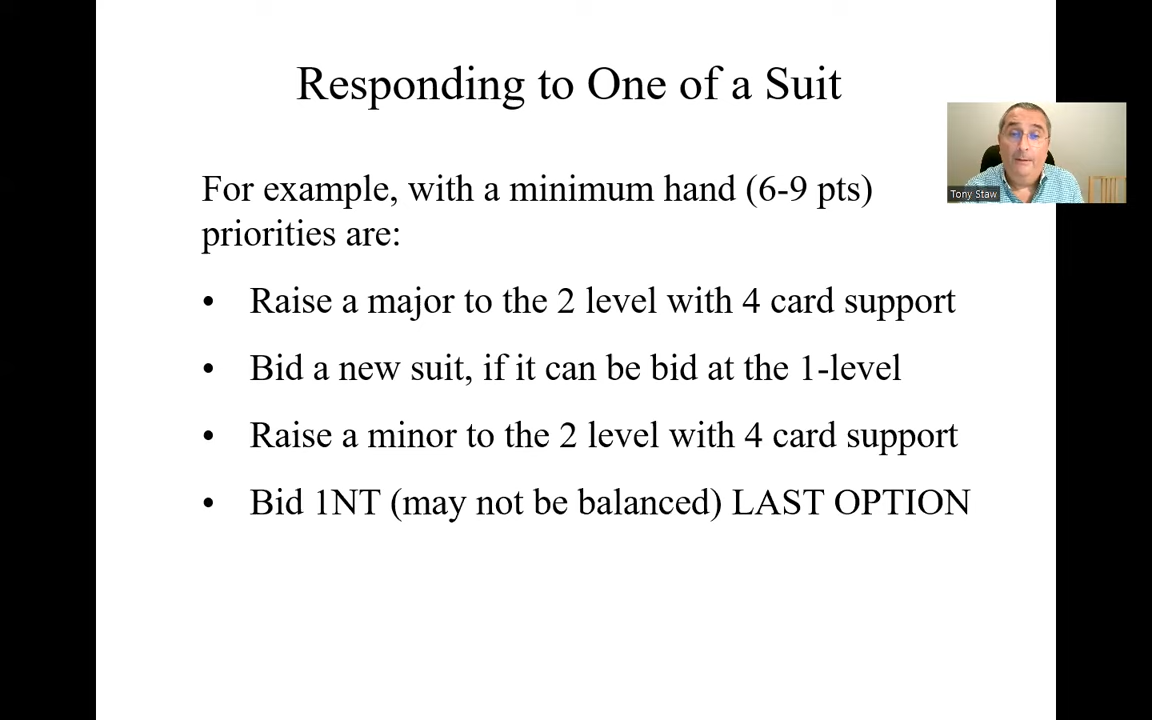 Responding to One of a Suit
Tony Staw
For example, with a minimum hand (6-9 pts)
priorities are:
• Raise a major to the 2 level with 4 card support
• Bid a new suit, if it can be bid at the 1-level
• Raise a minor to the 2 level with 4 card support
• Bid 1NT (may not be balanced) LAST OPTION